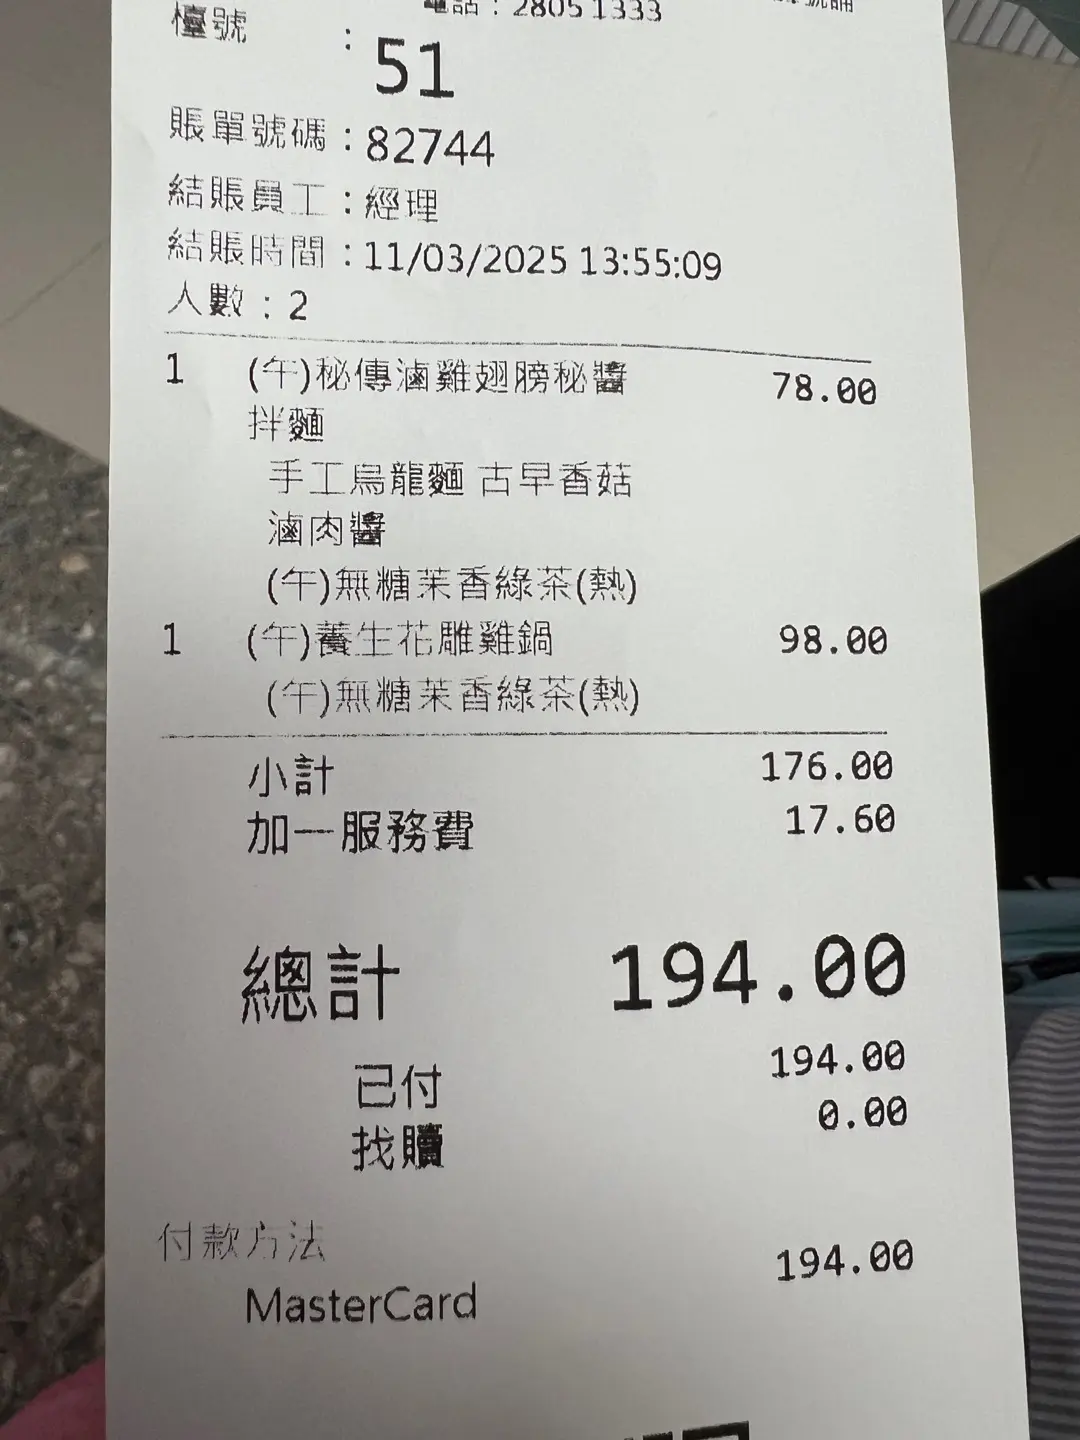 電話：2805 1333
檯號 : 51
賬單號碼 : 82744
結賬員工 : 經理
結賬時間 : 11/03/2025 13:55:09
人數 : 2
1 (午)秘傳滷雞翅膀秘醬 78.00
拌麵
手工烏龍麵 古早香菇
滷肉醬
(午)無糖茉香綠茶(熱)
1 (午)養生花雕雞鍋 98.00
(午)無糖茉香綠茶(熱)
小計 176.00
加一服務費 17.60
總計 194.00
已付 194.00
找贖 0.00
付款方法
MasterCard 194.00